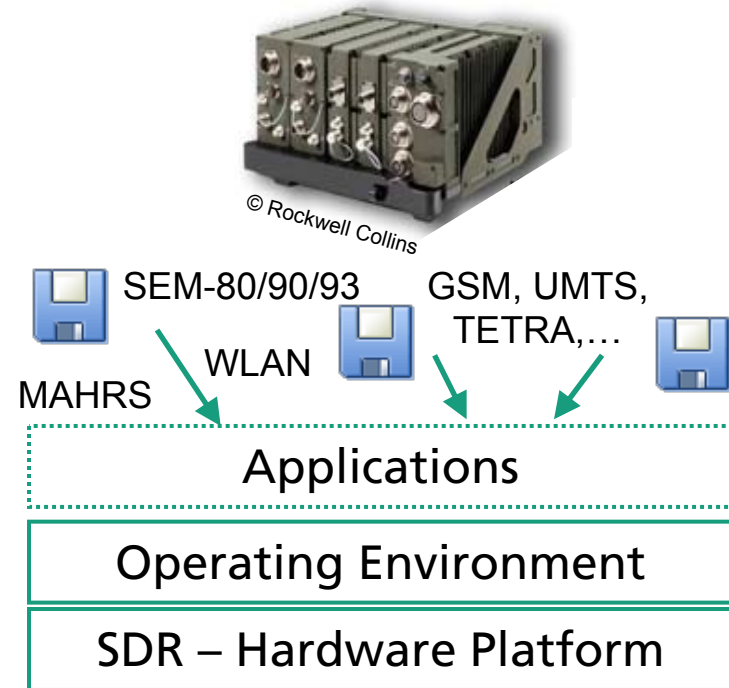 © Rockwell Collins
SEM-80/90/93
GSM, UMTS,
TETRA,…
WLAN
MAHRS
Applications
Operating Environment
SDR – Hardware Platform